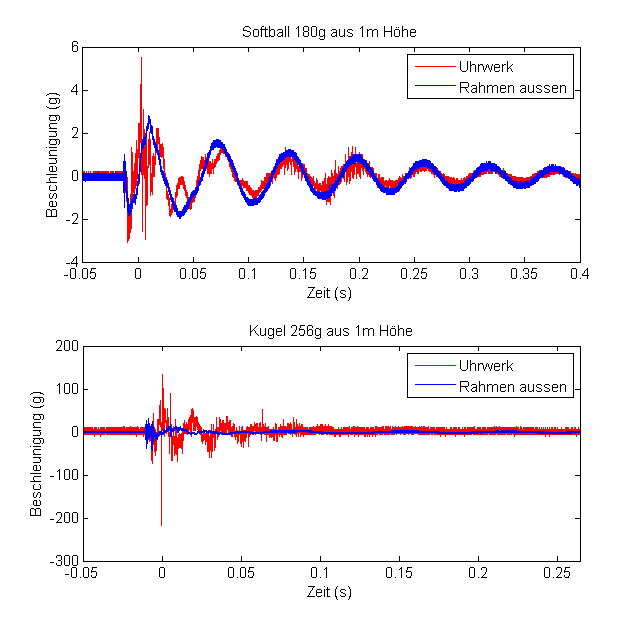 Softball 180g aus 1m Höhe
Beschleunigung (g)
6
4
2
0
-2
-4
Uhrwerk
Rahmen aussen
-0.05 0 0.05 0.1 0.15 0.2 0.25 0.3 0.35 0.4
Zeit (s)
Kugel 256g aus 1m Höhe
Beschleunigung (g)
200
100
0
-100
-200
-300
Uhrwerk
Rahmen aussen
-0.05 0 0.05 0.1 0.15 0.2 0.25
Zeit (s)